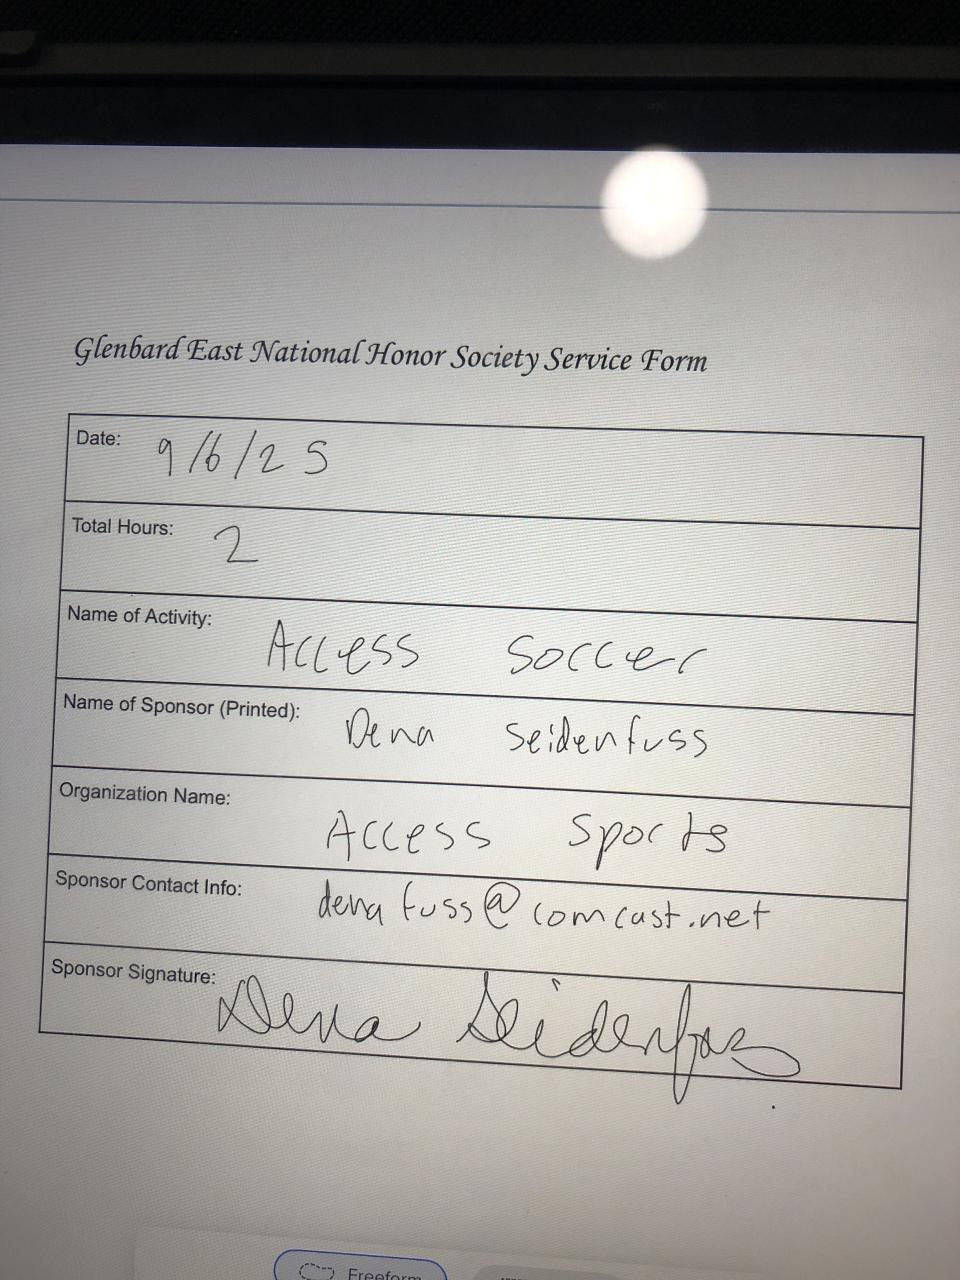 Glenbard East National Honor Society Service Form
Date: 9/6/25
Total Hours: 2
Name of Activity: Access Soccer
Name of Sponsor (Printed): Dena Seidenfuss
Organization Name: Access Sports
Sponsor Contact Info: denafuss@comcast.net
Sponsor Signature: Dena Seidenfuss
Freeform